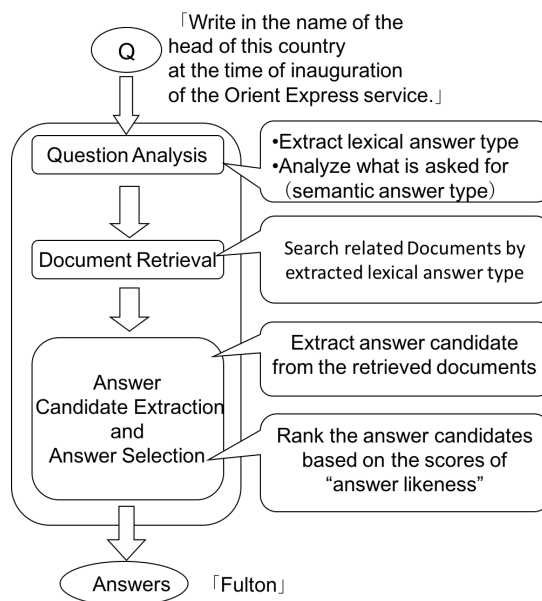 「Write in the name of the
head of this country
at the time of inauguration
of the Orient Express service.」
Q
Question Analysis
•Extract lexical answer type
•Analyze what is asked for
（semantic answer type）
Document Retrieval
Search related Documents by
extracted lexical answer type
Extract answer candidate
from the retrieved documents
Answer
Candidate Extraction
and
Answer Selection
Rank the answer candidates
based on the scores of
“answer likeness”
Answers
「Fulton」